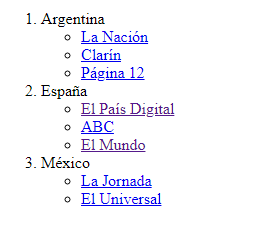 1. Argentina
La Nación
Clarín
Página 12
2. España
El País Digital
ABC
El Mundo
3. México
La Jornada
El Universal